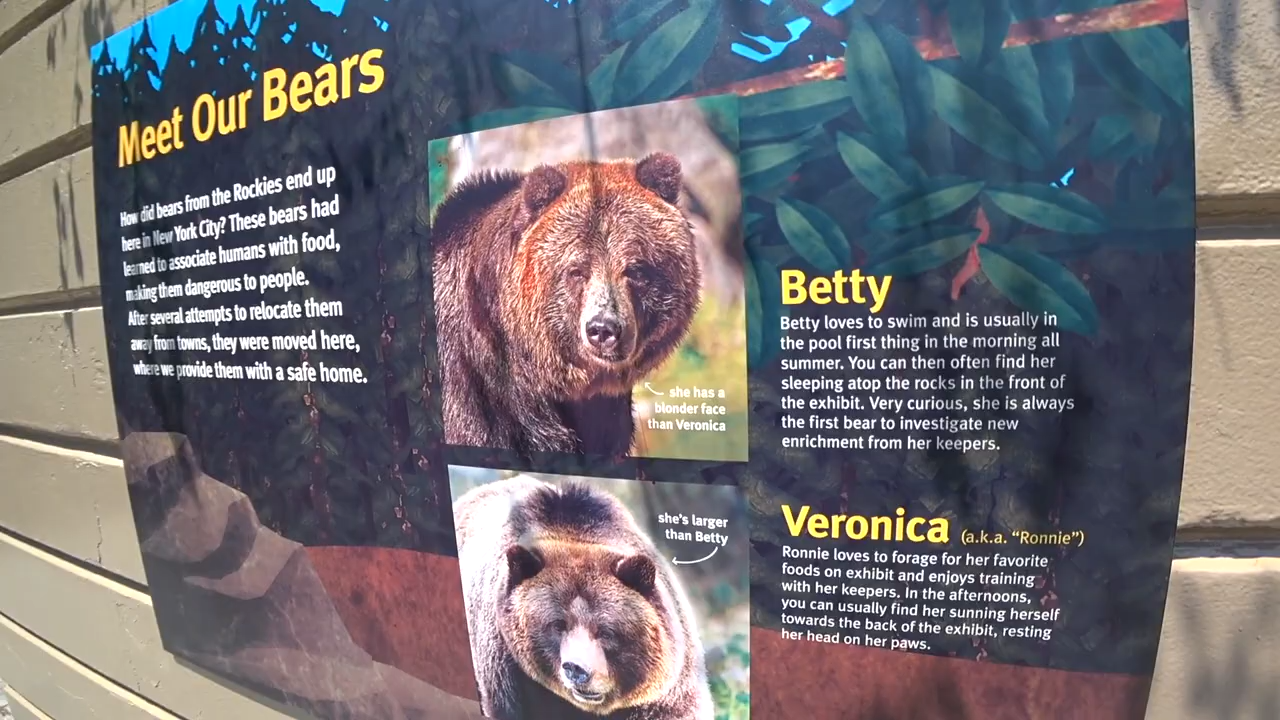 Meet Our Bears
How did bears from the Rockies end up
here in New York City? These bears had
learned to associate humans with food,
making them dangerous to people.
After several attempts to relocate them
away from towns, they were moved here,
where we provide them with a safe home.
she has a
blonder face
than Veronica
Betty
Betty loves to swim and is usually in
the pool first thing in the morning all
summer. You can then often find her
sleeping atop the rocks in the front of
the exhibit. Very curious, she is always
the first bear to investigate new
enrichment from her keepers.
she's larger
than Betty
Veronica (a.k.a. “Ronnie”)
Ronnie loves to forage for her favorite
foods on exhibit and enjoys training
with her keepers. In the afternoons,
you can usually find her sunning herself
towards the back of the exhibit, resting
her head on her paws.